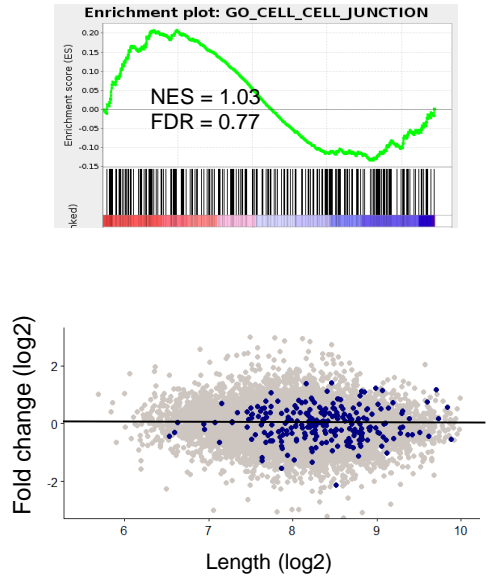 Enrichment plot: GO_CELL_CELL_JUNCTION
Enrichment score (ES)
0.20
0.15
0.10
0.05
0.00
-0.05
-0.10
-0.15
NES = 1.03
FDR = 0.77
nked)
Fold change (log2)
2
0
-2
6 7 8 9 10
Length (log2)